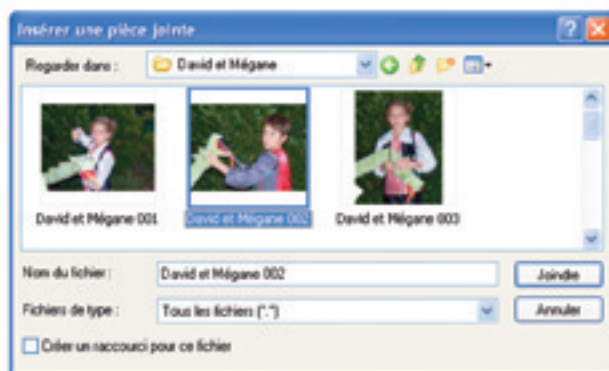 Insérer une pièce jointe
Regarder dans : David et Mégane
David et Mégane 001 David et Mégane 002 David et Mégane 003
Nom du fichier : David et Mégane 002 Joindre
Fichiers de type : Tous les fichiers (*.*) Annuler
Créer un raccourci pour ce fichier